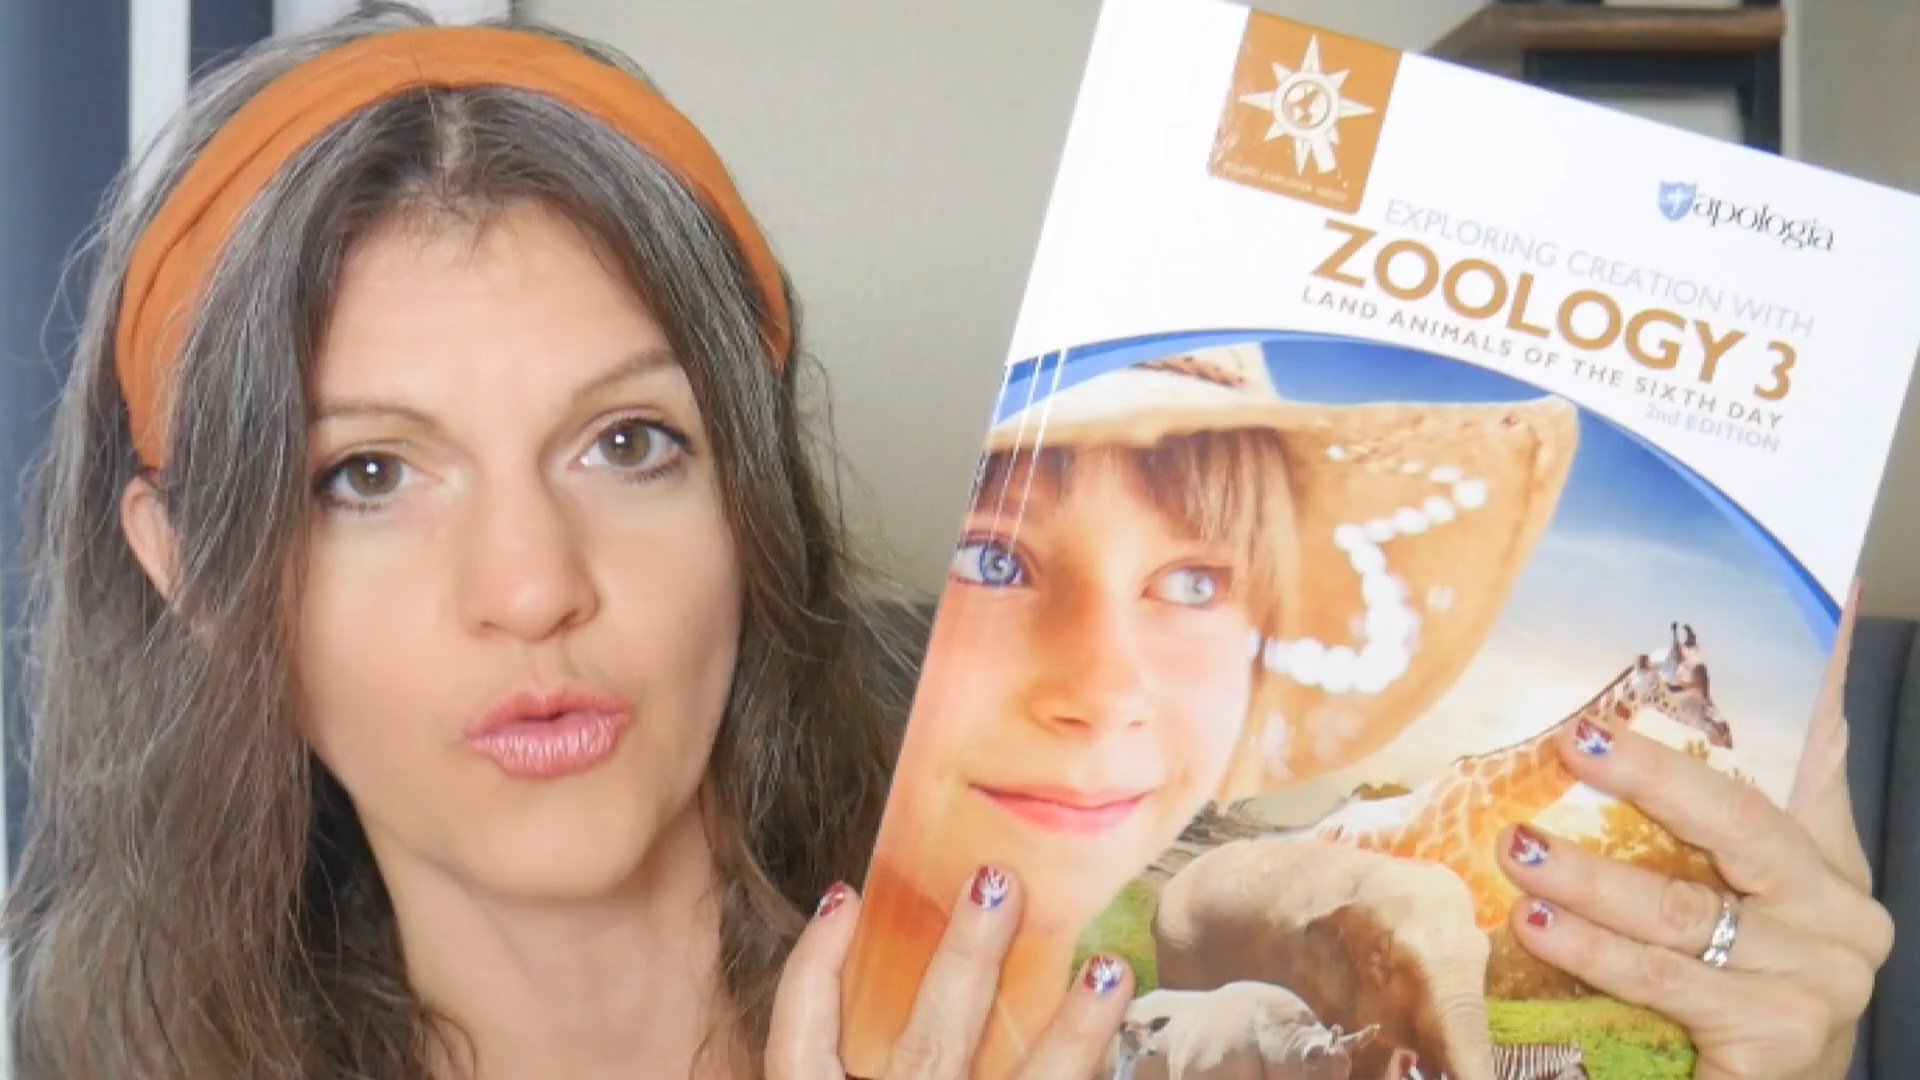 apologia
EXPLORING CREATION WITH
ZOOLOGY 3
LAND ANIMALS OF THE SIXTH DAY
2nd EDITION